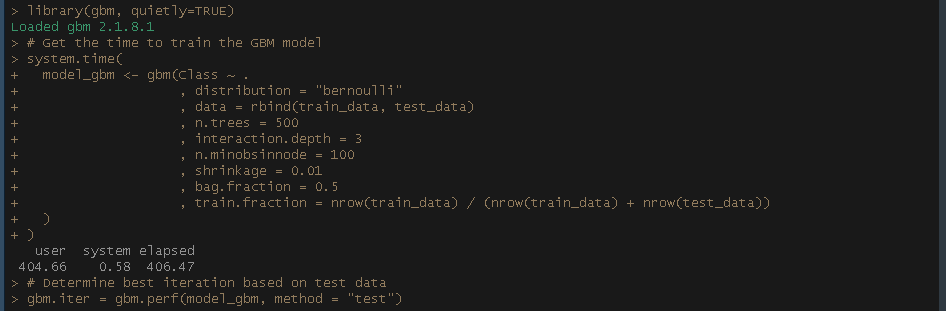 > library(gbm, quietly=TRUE)
Loaded gbm 2.1.8.1
> # Get the time to train the GBM model
> system.time(
+   model_gbm <- gbm(Class ~ .
+                    , distribution = "bernoulli"
+                    , data = rbind(train_data, test_data)
+                    , n.trees = 500
+                    , interaction.depth = 3
+                    , n.minobsinnode = 100
+                    , shrinkage = 0.01
+                    , bag.fraction = 0.5
+                    , train.fraction = nrow(train_data) / (nrow(train_data) + nrow(test_data))
+   )
+ )
   user  system elapsed
 404.66    0.58  406.47
> # Determine best iteration based on test data
> gbm.iter = gbm.perf(model_gbm, method = "test")